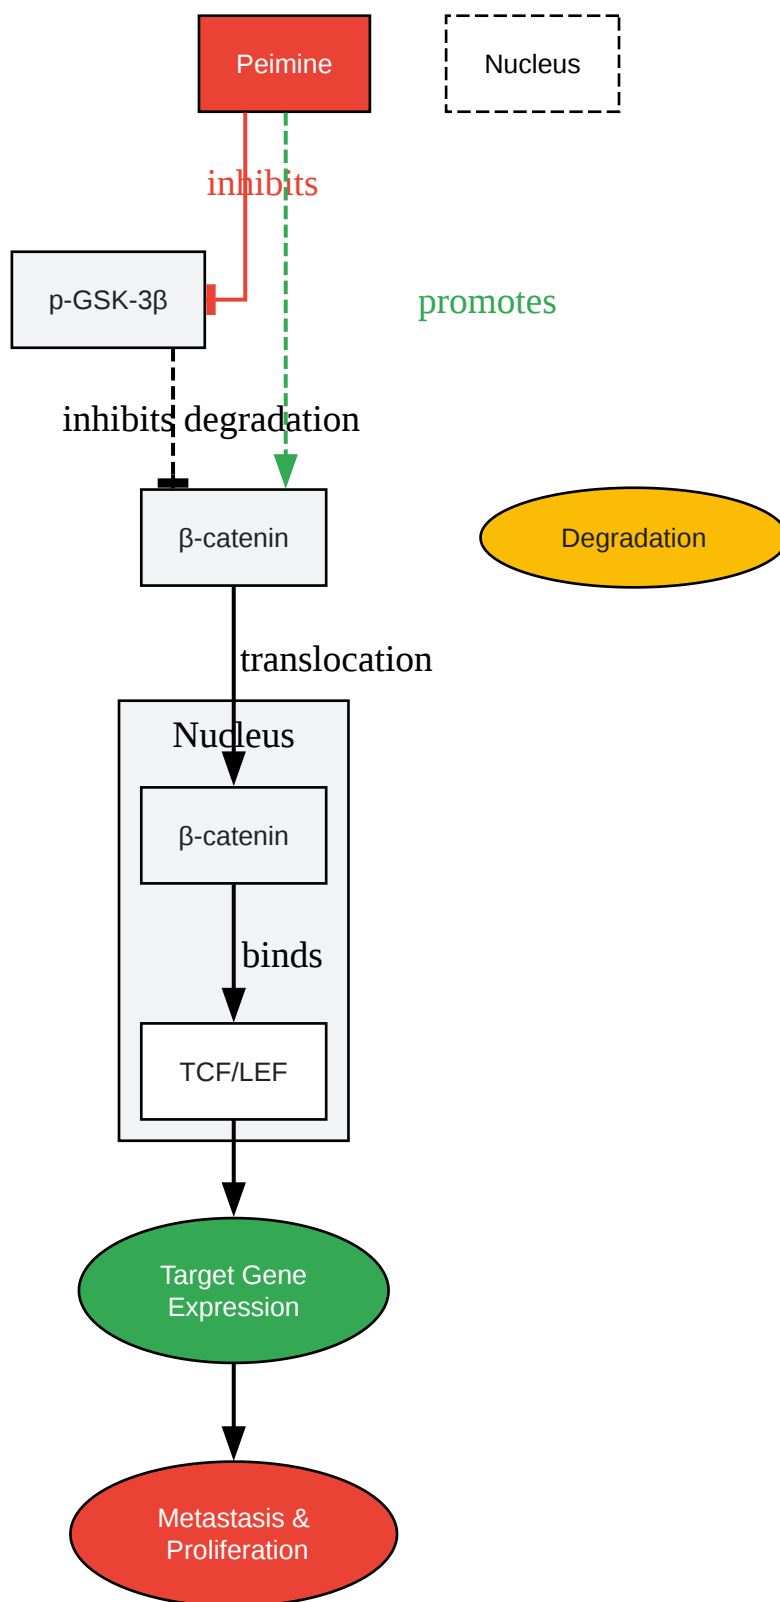 Peimine
Nucleus
inhibits
p-GSK-3β
promotes
inhibits degradation
β-catenin
Degradation
translocation
Nucleus
β-catenin
binds
TCF/LEF
Target Gene
Expression
Metastasis &
Proliferation